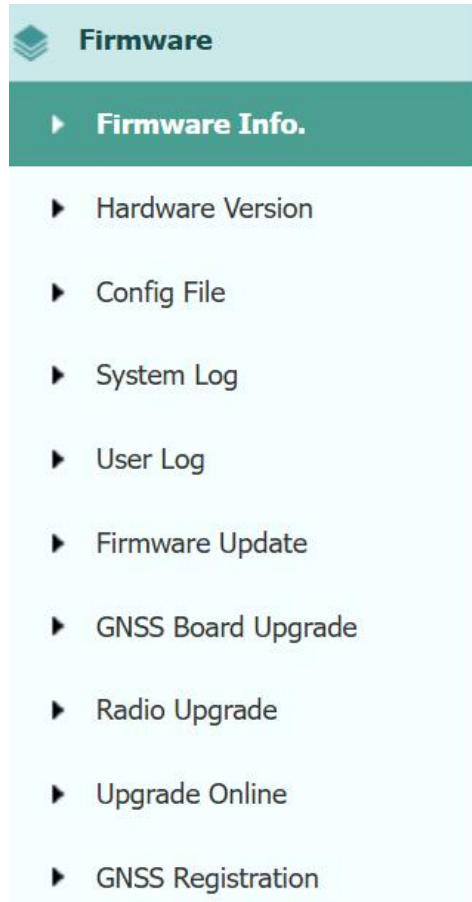 Firmware
Firmware Info.
Hardware Version
Config File
System Log
User Log
Firmware Update
GNSS Board Upgrade
Radio Upgrade
Upgrade Online
GNSS Registration